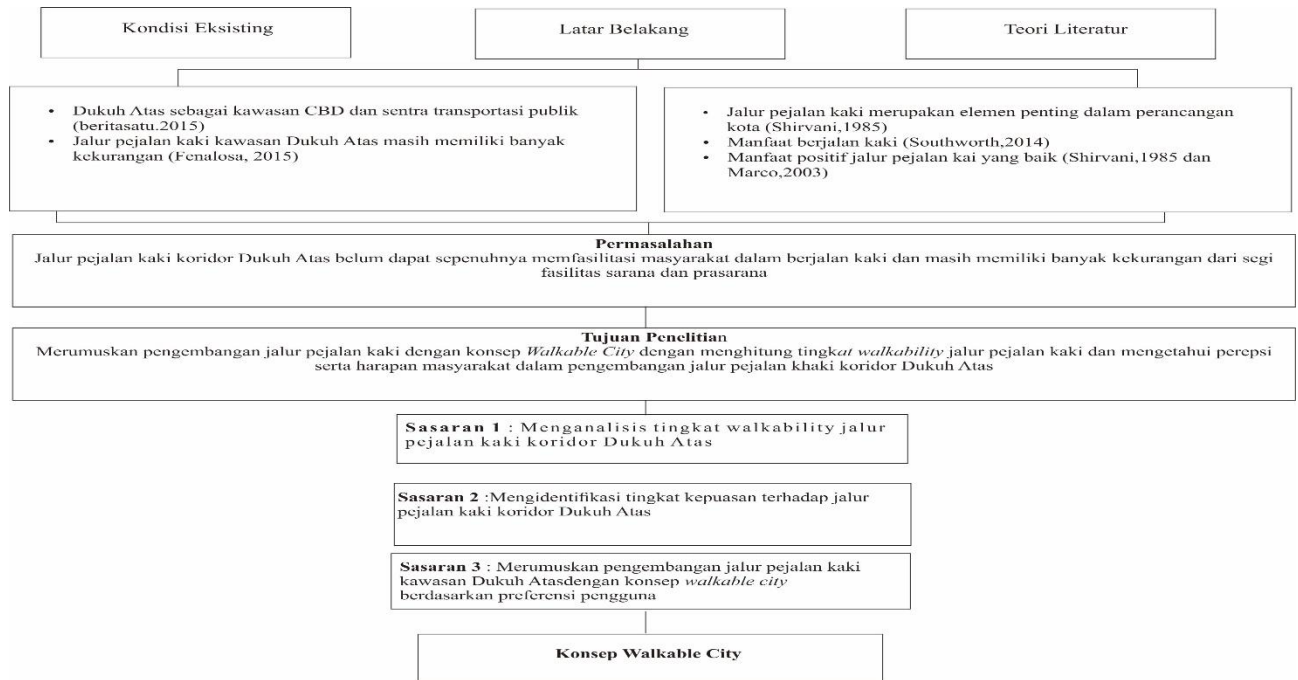 Kondisi Eksisting
Latar Belakang
Teori Literatur
• Dukuh Atas sebagai kawasan CBD dan sentra transportasi publik
(beritasatu.2015)
• Jalur pejalan kaki kawasan Dukuh Atas masih memiliki banyak
kekurangan (Fenalosa, 2015)
• Jalur pejalan kaki merupakan elemen penting dalam perancangan
kota (Shirvani,1985)
• Manfaat berjalan kaki (Southworth,2014)
• Manfaat positif jalur pejalan kai yang baik (Shirvani,1985 dan
Marco,2003)
Permasalahan
Jalur pejalan kaki koridor Dukuh Atas belum dapat sepenuhnya memfasilitasi masyarakat dalam berjalan kaki dan masih memiliki banyak kekurangan dari segi
fasilitas sarana dan prasarana
Tujuan Penelitian
Merumuskan pengembangan jalur pejalan kaki dengan konsep Walkable City dengan menghitung tingkat walkability jalur pejalan kaki dan mengetahui perepsi
serta harapan masyarakat dalam pengembangan jalur pejalan khaki koridor Dukuh Atas
Sasaran 1 : Menganalisis tingkat walkability jalur
pejalan kaki koridor Dukuh Atas
Sasaran 2 :Mengidentifikasi tingkat kepuasan terhadap jalur
pejalan kaki koridor Dukuh Atas
Sasaran 3 : Merumuskan pengembangan jalur pejalan kaki
kawasan Dukuh Atasdengan konsep walkable city
berdasarkan preferensi pengguna
Konsep Walkable City